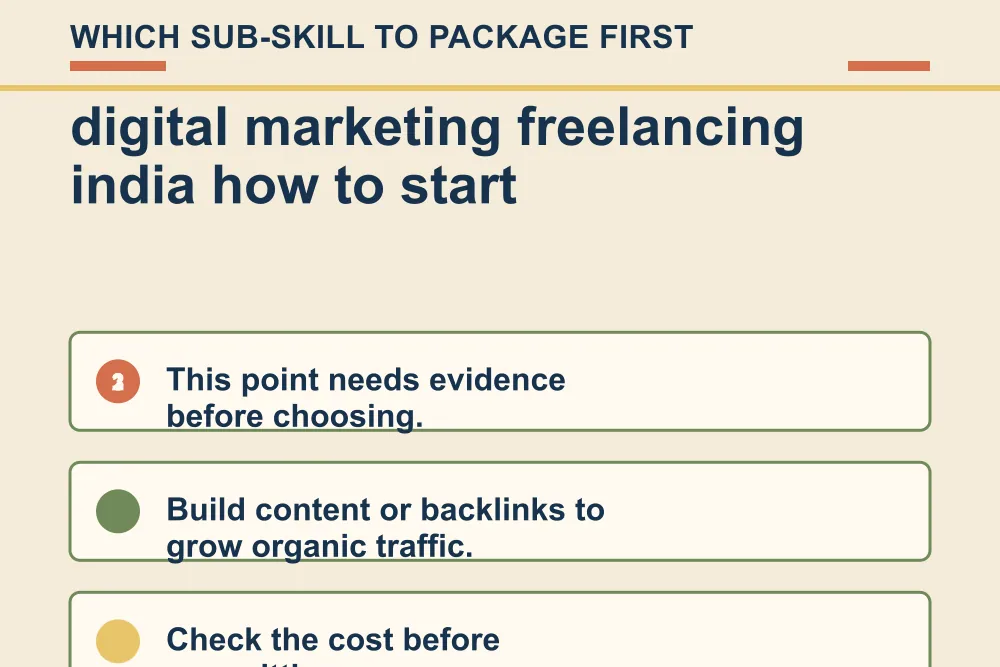 WHICH SUB-SKILL TO PACKAGE FIRST
digital marketing freelancing
india how to start
This point needs evidence
before choosing.
Build content or backlinks to
grow organic traffic.
Check the cost before